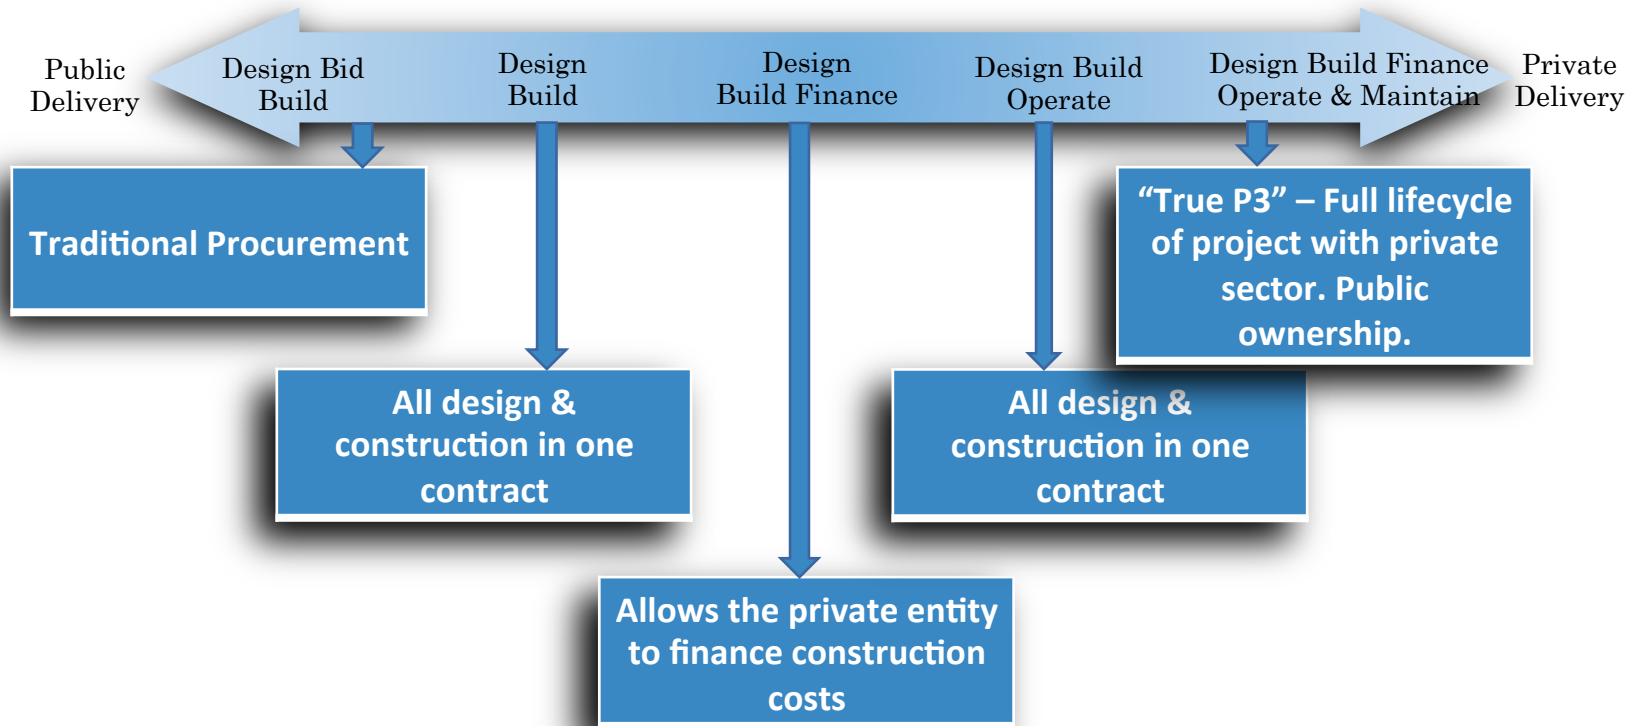 Public
Delivery
Design Bid
Build
Design
Build
Design
Build Finance
Design Build
Operate
Design Build Finance
Operate & Maintain
Private
Delivery
Traditional Procurement
“True P3” – Full lifecycle
of project with private
sector. Public
ownership.
All design &
construction in one
contract
All design &
construction in one
contract
Allows the private entity
to finance construction
costs